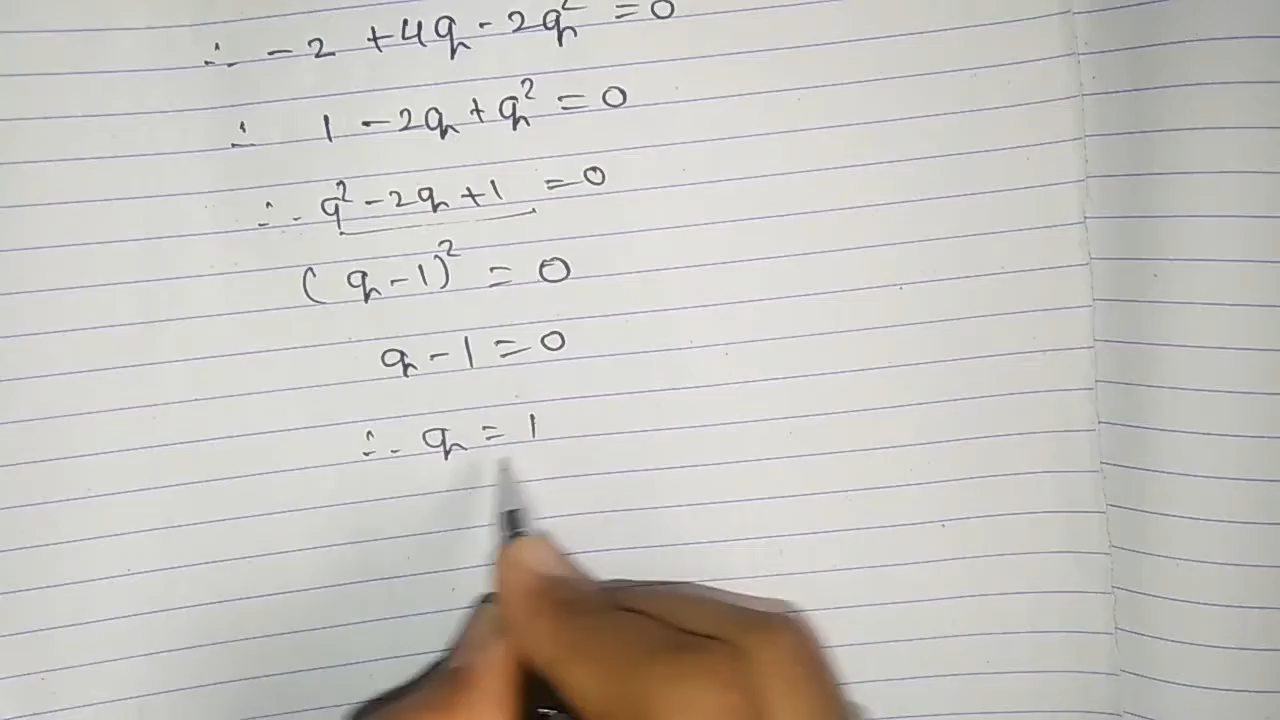 ∴ -2 +4q - 2q² = 0
∴ 1 - 2q + q² = 0
∴ q² - 2q + 1 = 0
(q - 1)² = 0
q - 1 = 0
∴ q = 1